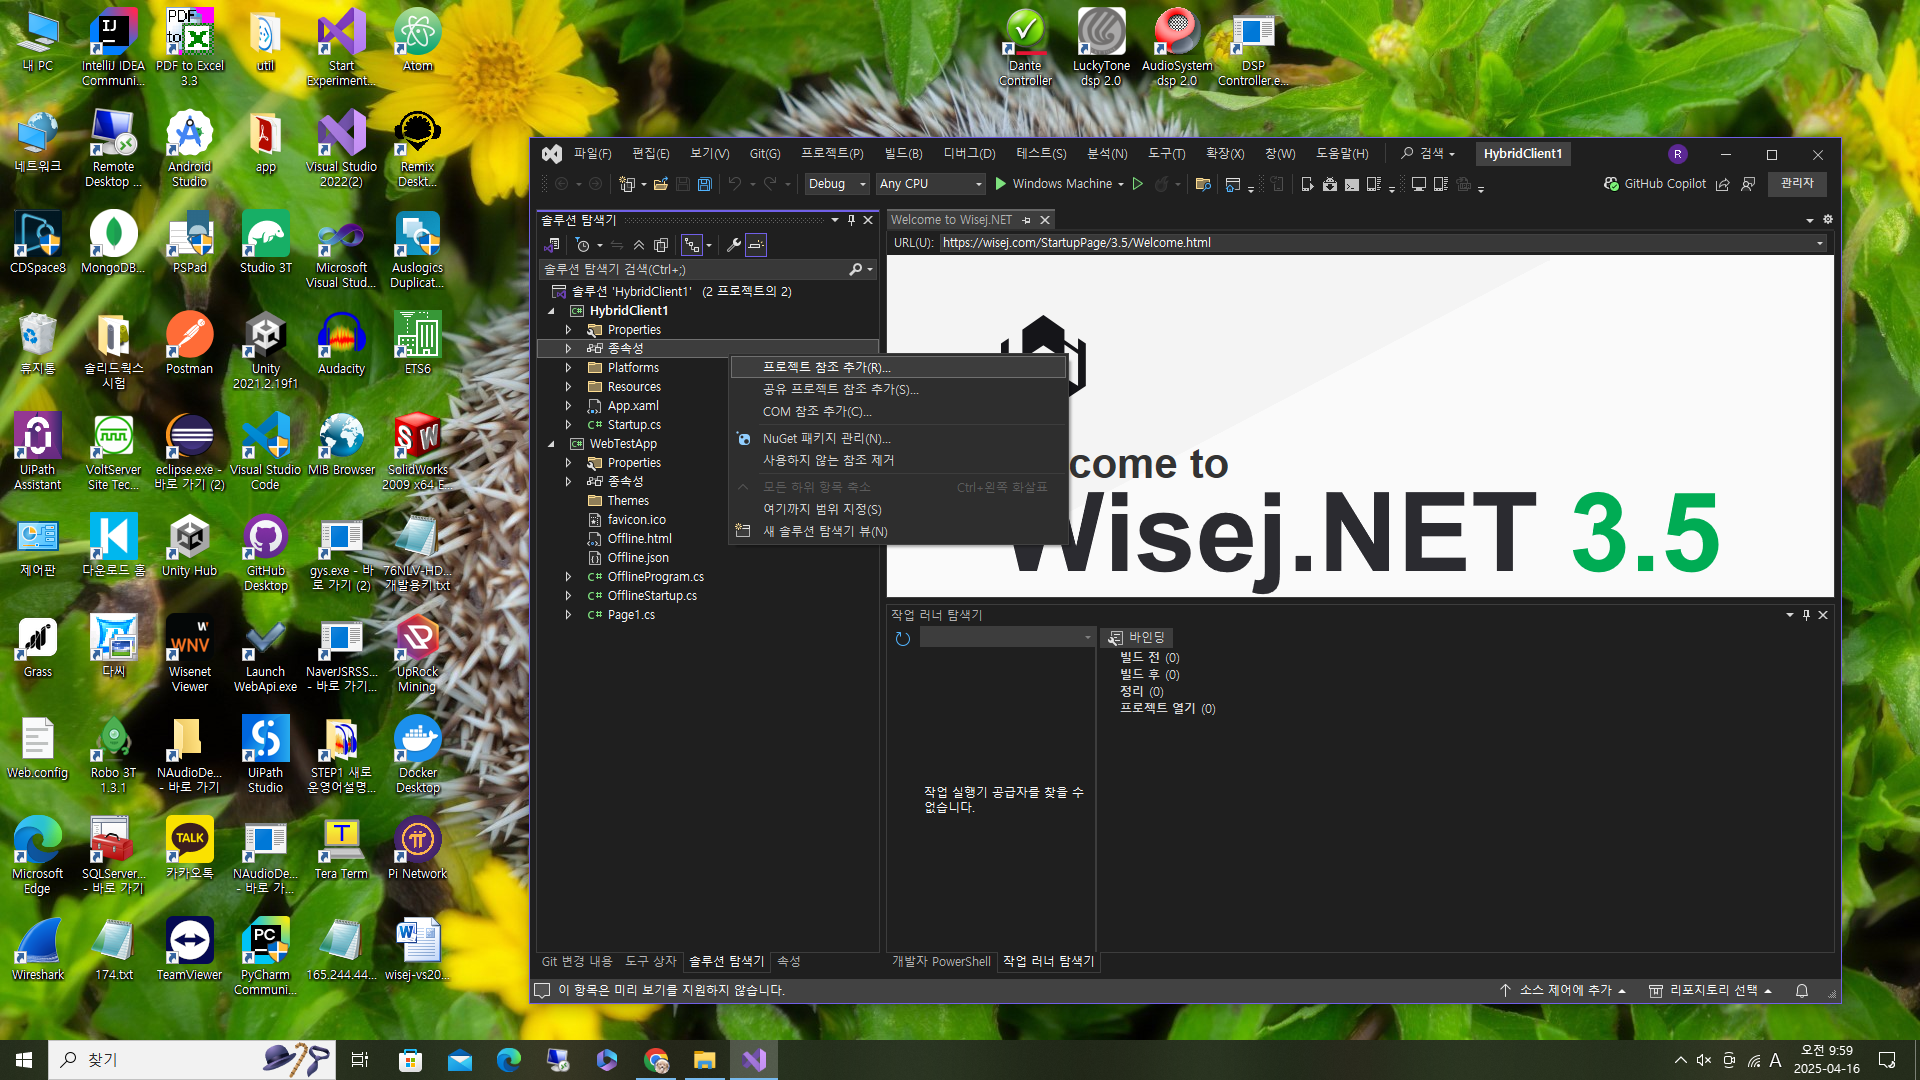 내 PC
IntelliJ IDEA
Communi...
PDF to Excel
3.3
util
Start
Experiment...
Atom
Dante
Controller
LuckyTone
dsp 2.0
AudioSystem
dsp 2.0
DSP
Controller.e...
네트워크
Remote
Desktop ...
Android
Studio
app
Visual Studio
2022(2)
Remix
Deskt...
CDSpace8
MongoDB...
PSPad
Studio 3T
Microsoft
Visual Stud...
Auslogics
Duplicat...
휴지통
솔리드웍스
시험
Postman
Unity
2021.2.19f1
Audacity
ETS6
UiPath
Assistant
VoltServer
Site Tec...
eclipse.exe -
바로 가기 (2)
Visual Studio
Code
MIB Browser
SolidWorks
2009 x64 E...
제어판
다운로드 홈
Unity Hub
GitHub
Desktop
gys.exe - 바
로 가기 (2)
76NLV-HD...
개발용키.txt
Grass
다씨
Wisenet
Viewer
Launch
WebApi.exe
NaverJSRSS...
- 바로 가기...
UpRock
Mining
Web.config
Robo 3T
1.3.1
NAudioDe...
- 바로 가기
UiPath
Studio
STEP1 새로
운영어설명...
Docker
Desktop
Microsoft
Edge
SQLServer...
- 바로 가기
카카오톡
NAudioDe...
- 바로 가...
Tera Term
Pi Network
Wireshark
174.txt
TeamViewer
PyCharm
Communi...
165.244.44...
wisej-vs20...
파일(F) 편집(E) 보기(V) Git(G) 프로젝트(P) 빌드(B) 디버그(D) 테스트(S) 분석(N) 도구(T) 확장(X) 창(W) 도움말(H) 검색 HybridClient1 R
Debug Any CPU Windows Machine GitHub Copilot 관리자
솔루션 탐색기
솔루션 탐색기 검색(Ctrl+;)
솔루션 'HybridClient1' (2 프로젝트의 2)
HybridClient1
Properties
종속성
Platforms
Resources
App.xaml
Startup.cs
WebTestApp
Properties
종속성
Themes
favicon.ico
Offline.html
Offline.json
OfflineProgram.cs
OfflineStartup.cs
Page1.cs
프로젝트 참조 추가(R)...
공유 프로젝트 참조 추가(S)...
COM 참조 추가(C)...
NuGet 패키지 관리(N)...
사용하지 않는 참조 제거
모든 하위 항목 축소 Ctrl+왼쪽 화살표
여기까지 범위 지정(S)
새 솔루션 탐색기 뷰(N)
Welcome to Wisej.NET
URL(U): https://wisej.com/StartupPage/3.5/Welcome.html
come to
Wisej.NET 3.5
작업 러너 탐색기
바인딩
빌드 전 (0)
빌드 후 (0)
정리 (0)
프로젝트 열기 (0)
작업 실행기 공급자를 찾을 수
없습니다.
Git 변경 내용 도구 상자 솔루션 탐색기 속성
개발자 PowerShell 작업 러너 탐색기
이 항목은 미리 보기를 지원하지 않습니다.
소스 제어에 추가 리포지토리 선택
찾기
A
오전 9:59
2025-04-16